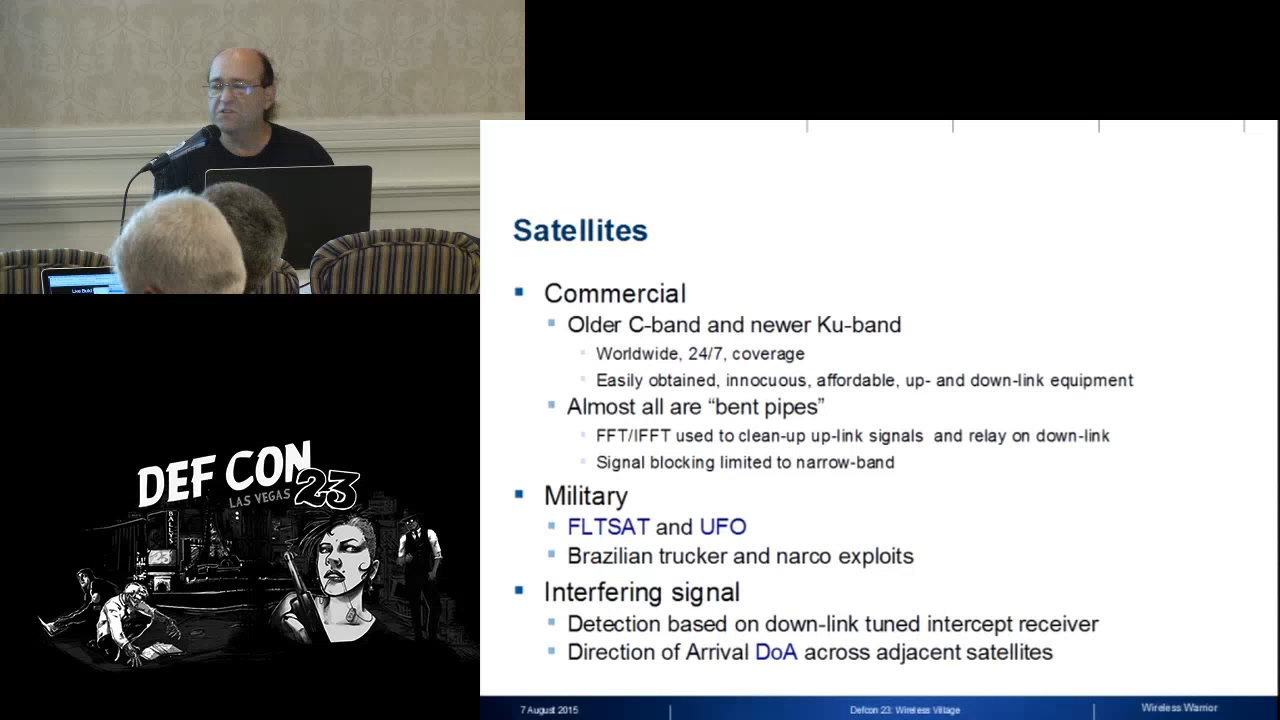 Satellites
Commercial
Older C-band and newer Ku-band
Worldwide, 24/7, coverage
Easily obtained, innocuous, affordable, up- and down-link equipment
Almost all are “bent pipes”
FFT/IFFT used to clean-up up-link signals and relay on down-link
Signal blocking limited to narrow-band
Military
FLTSAT and UFO
Brazilian trucker and narco exploits
Interfering signal
Detection based on down-link tuned intercept receiver
Direction of Arrival DoA across adjacent satellites
7 August 2015
Defcon 23: Wireless Village
Wireless Warrior
DEF CON
LAS VEGAS 23
BALLYS